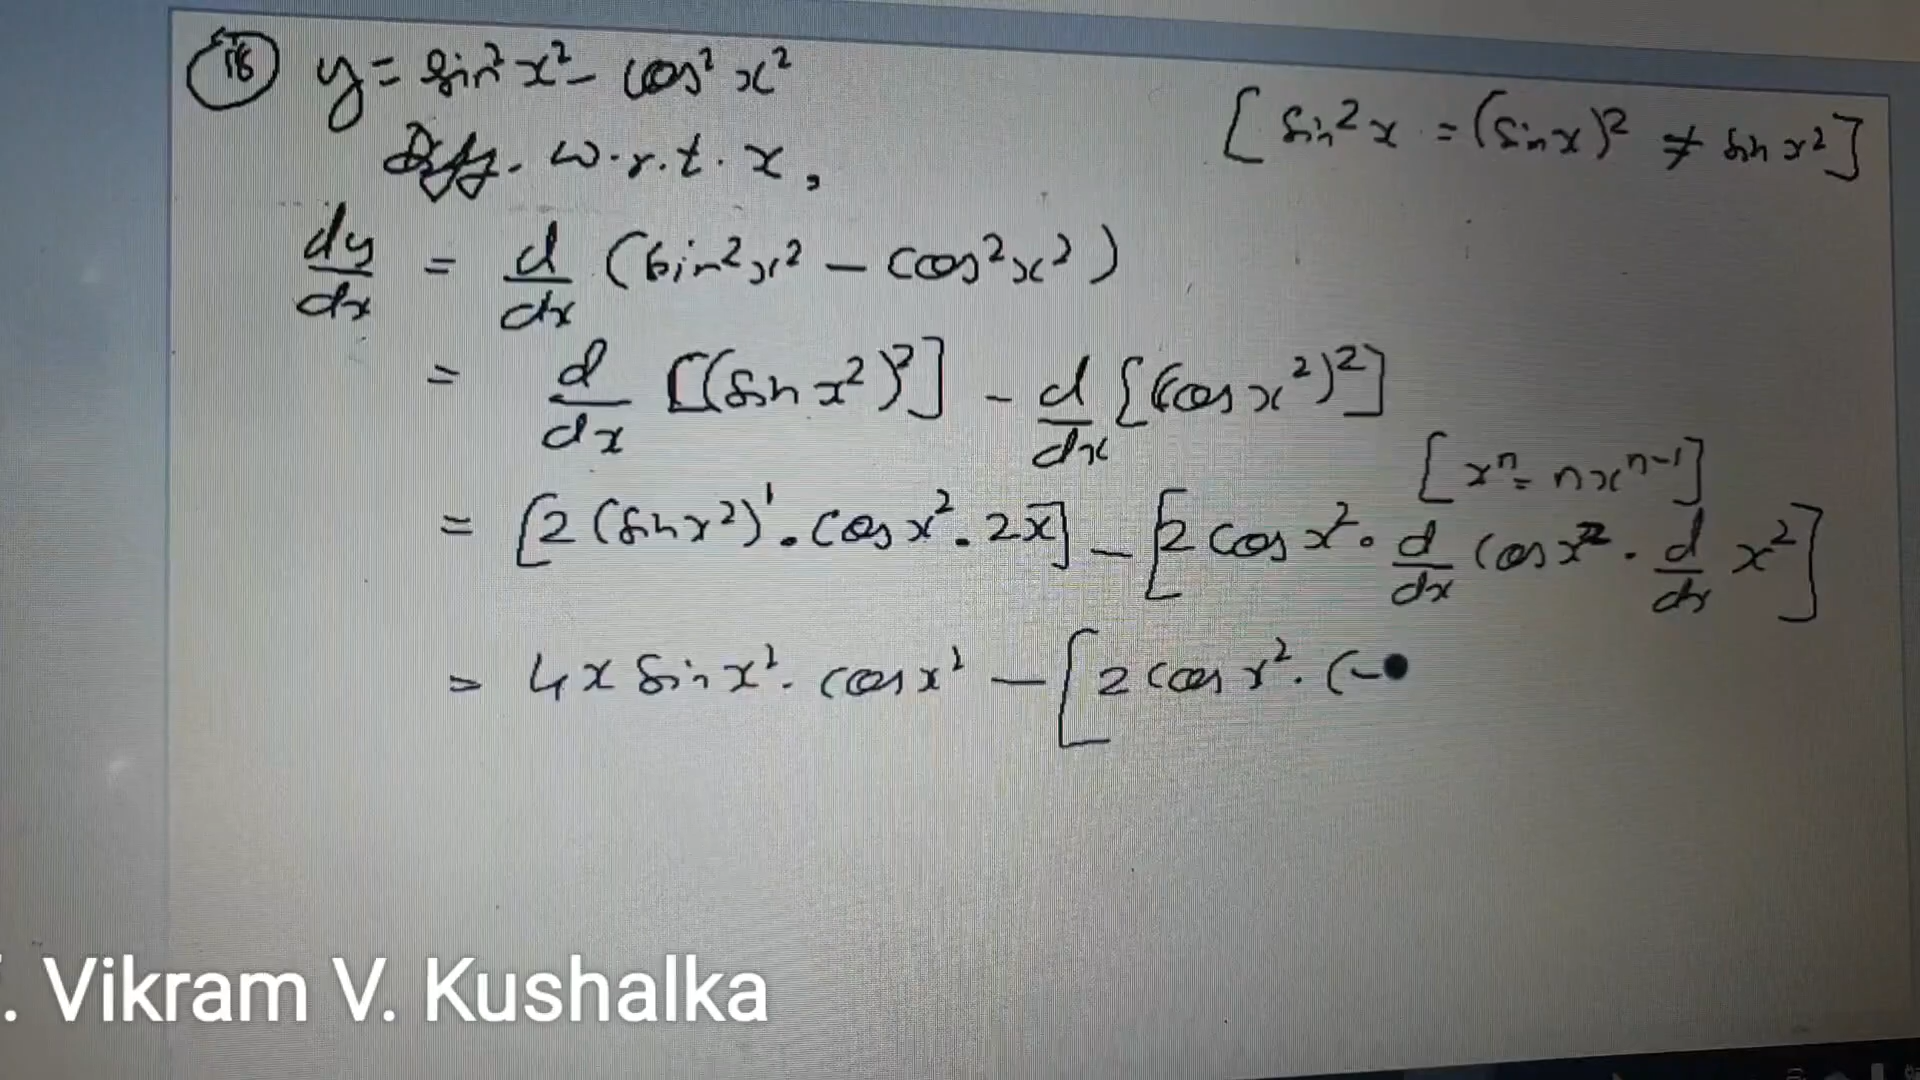 18 y = sin²x² - cos²x²
[sin²x = (sinx)² ≠ sin x²]
Diff. w.r.t. x,
dy/dx = d/dx (sin²x² - cos²x²)
= d/dx [(sin x²)²] - d/dx [(cos x²)²]
[xⁿ = nxⁿ⁻¹]
= [2 (sin x²)¹ . cos x² . 2x] - [2 cos x² . d/dx cos x² . d/dx x²]
= 4x sin x² . cos x² - [2 cos x² . (-
. Vikram V. Kushalka